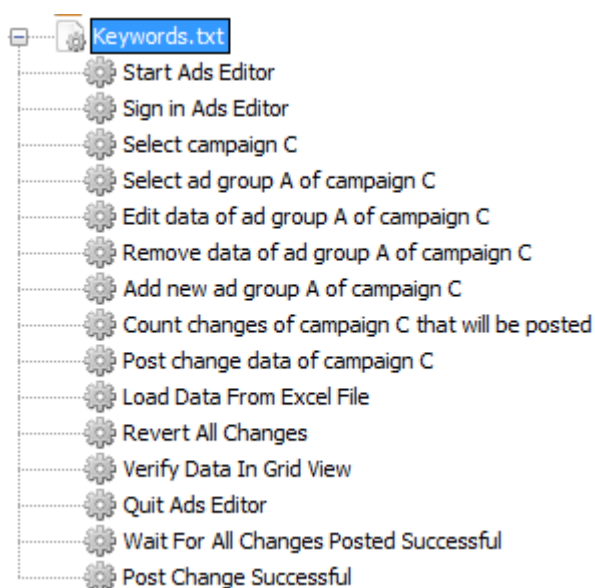 Keywords.txt
Start Ads Editor
Sign in Ads Editor
Select campaign C
Select ad group A of campaign C
Edit data of ad group A of campaign C
Remove data of ad group A of campaign C
Add new ad group A of campaign C
Count changes of campaign C that will be posted
Post change data of campaign C
Load Data From Excel File
Revert All Changes
Verify Data In Grid View
Quit Ads Editor
Wait For All Changes Posted Successful
Post Change Successful